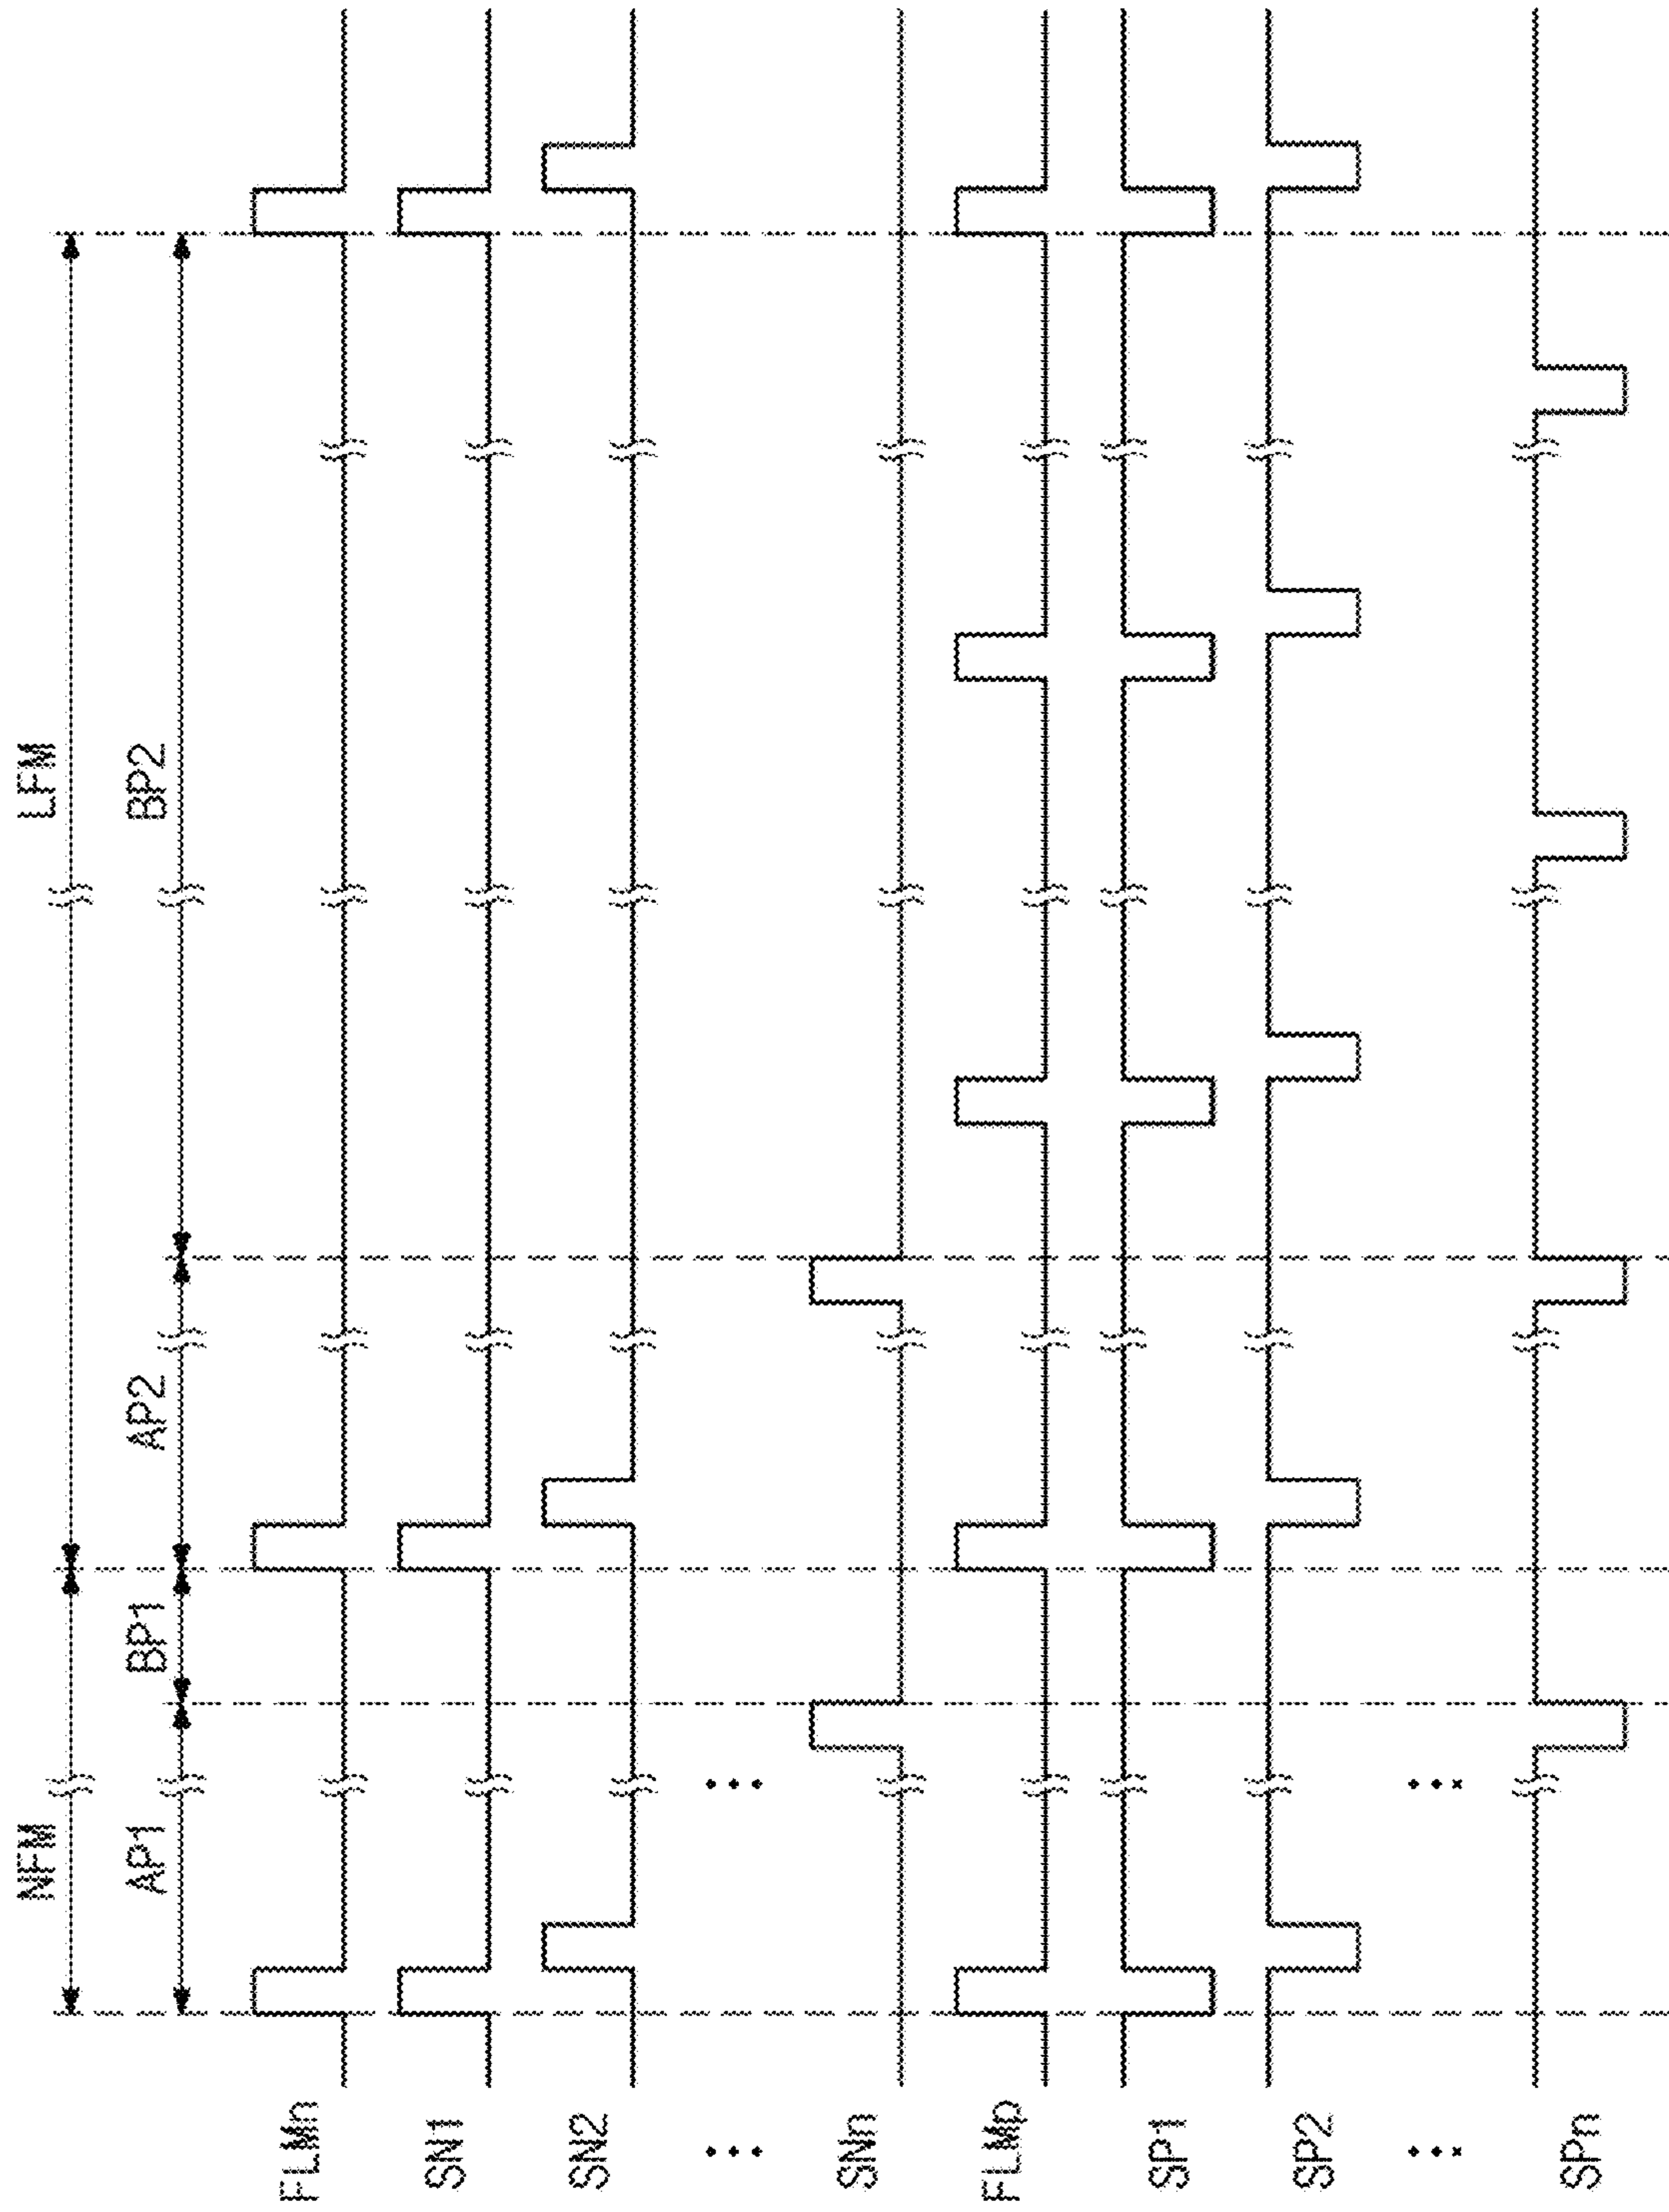 NFM LFM
AP1 BP1 AP2 BP2
FLMn
SN1
SN2
...
...
SNn
FLMp
SP1
SP2
...
...
SPn